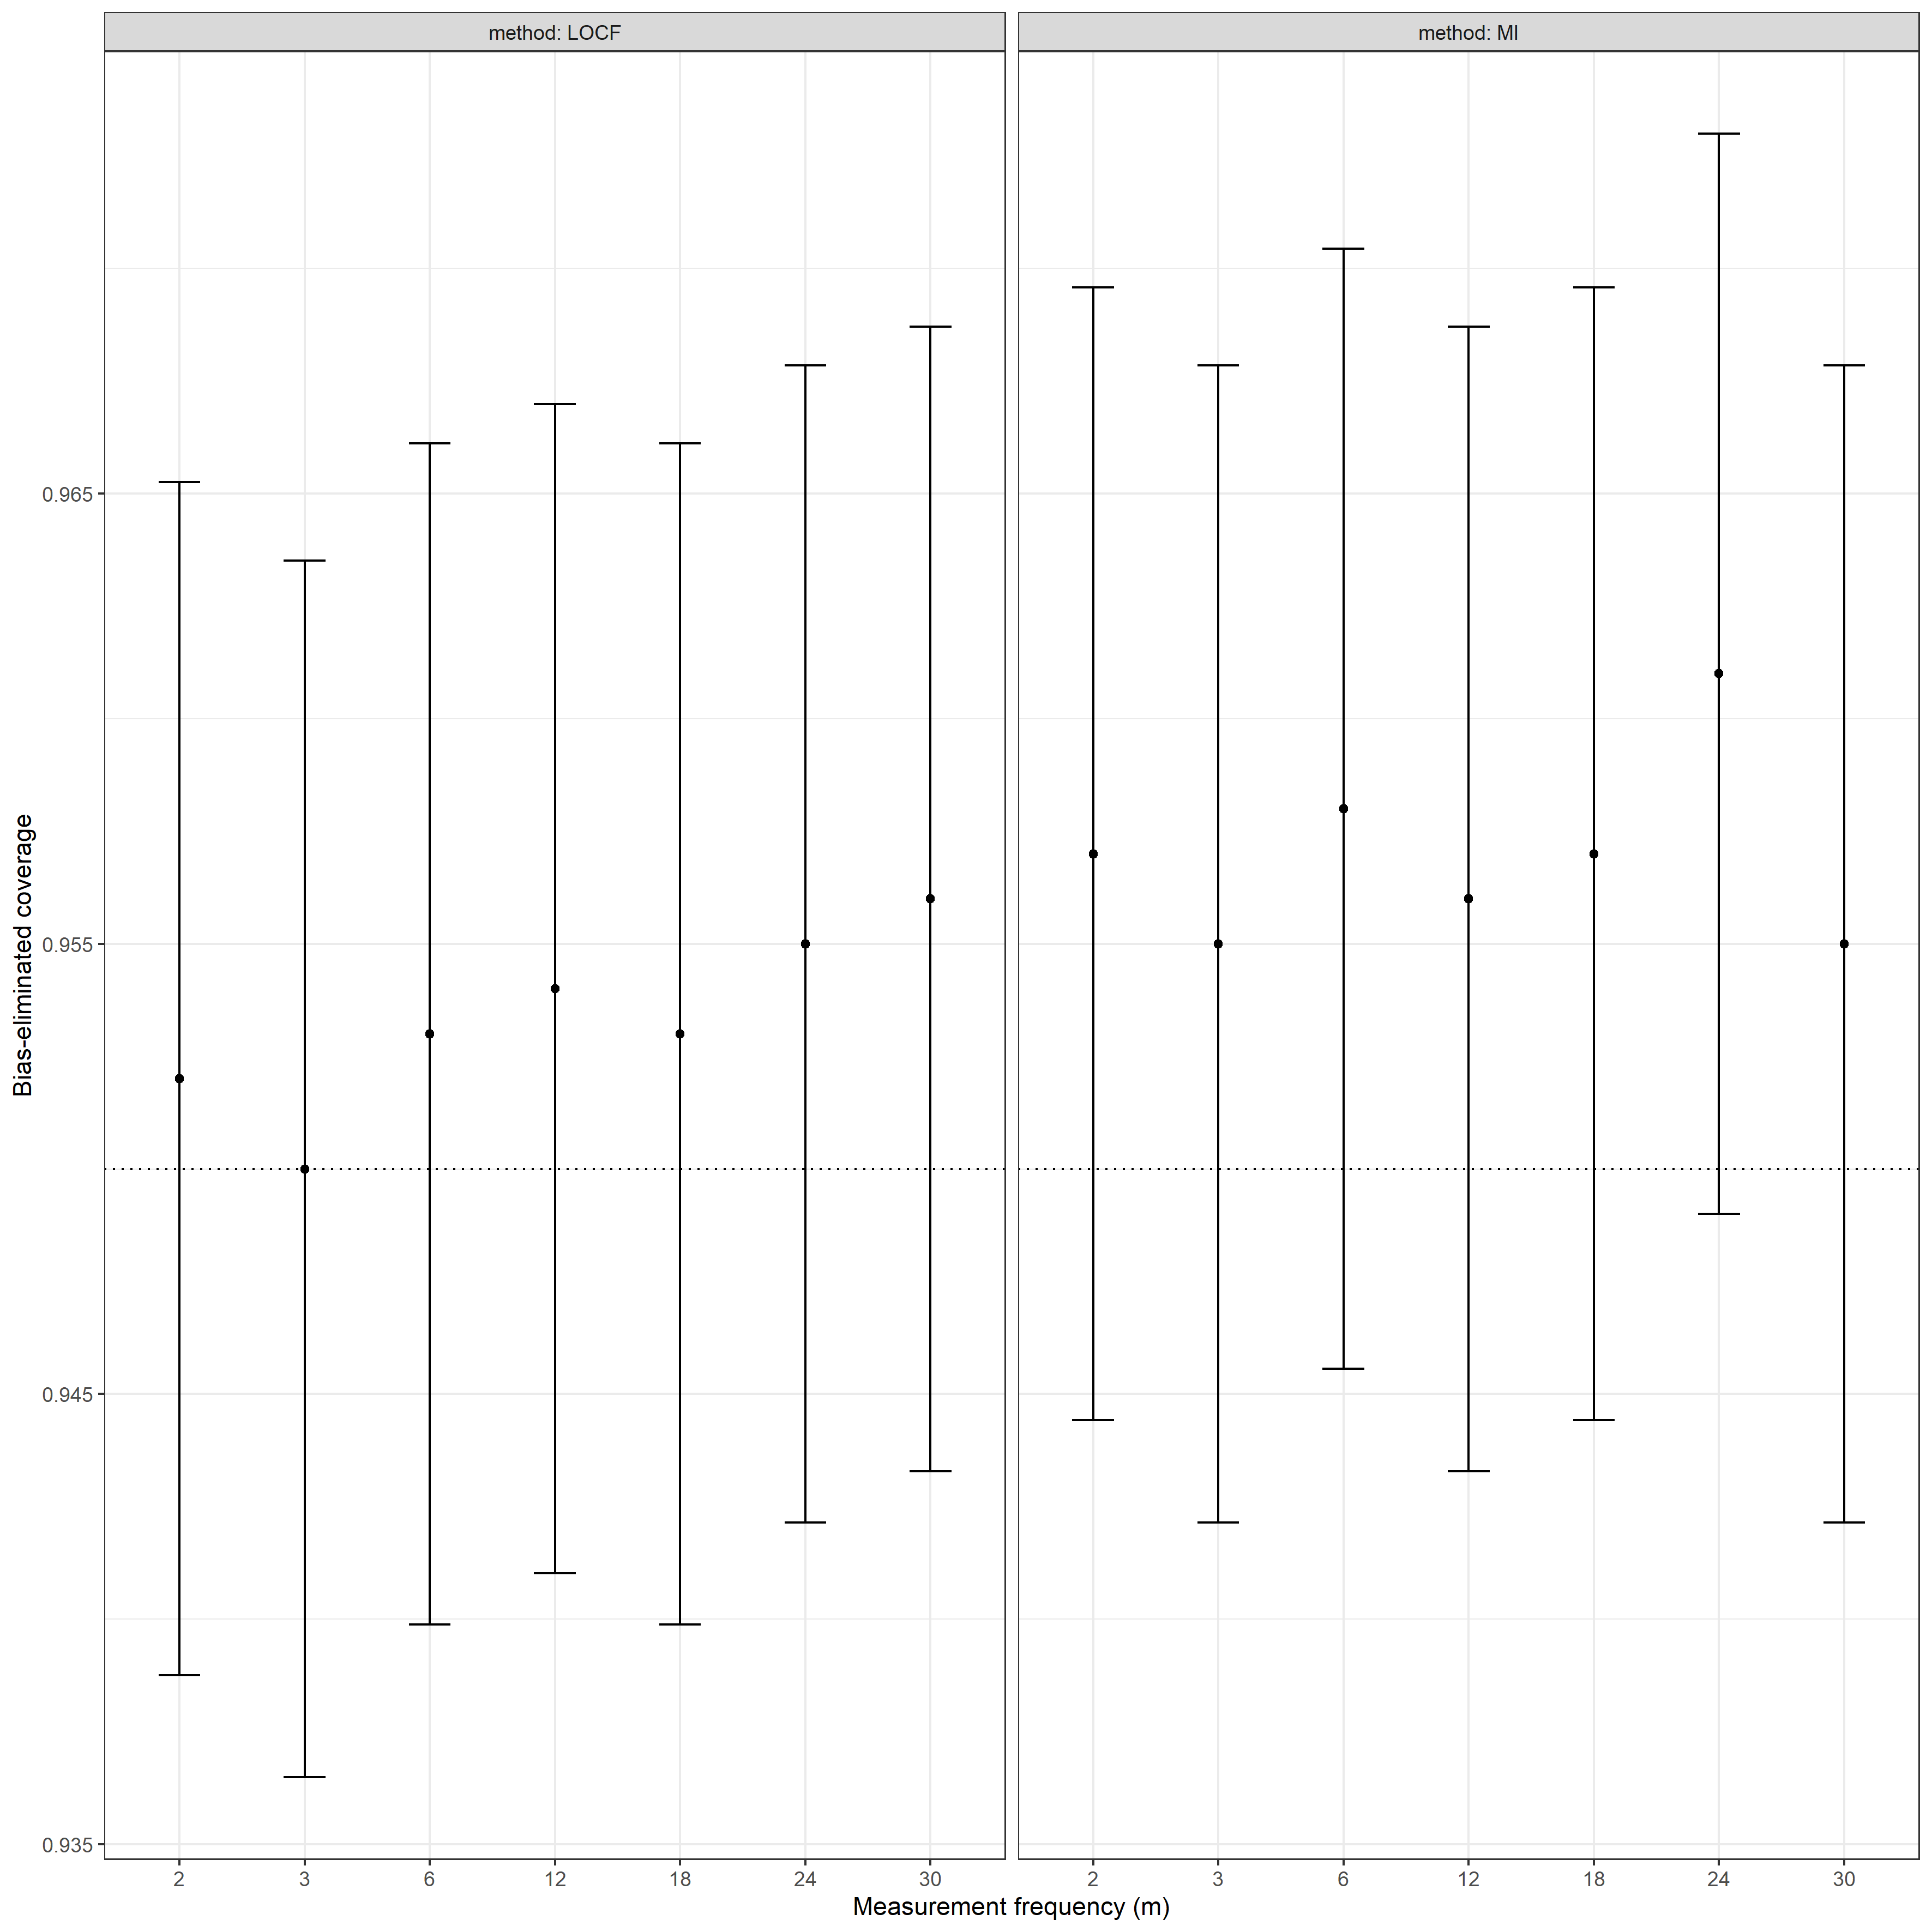 method: LOCF
method: MI
Bias-eliminated coverage
0.965
0.955
0.945
0.935
2 3 6 12 18 24 30
2 3 6 12 18 24 30
Measurement frequency (m)